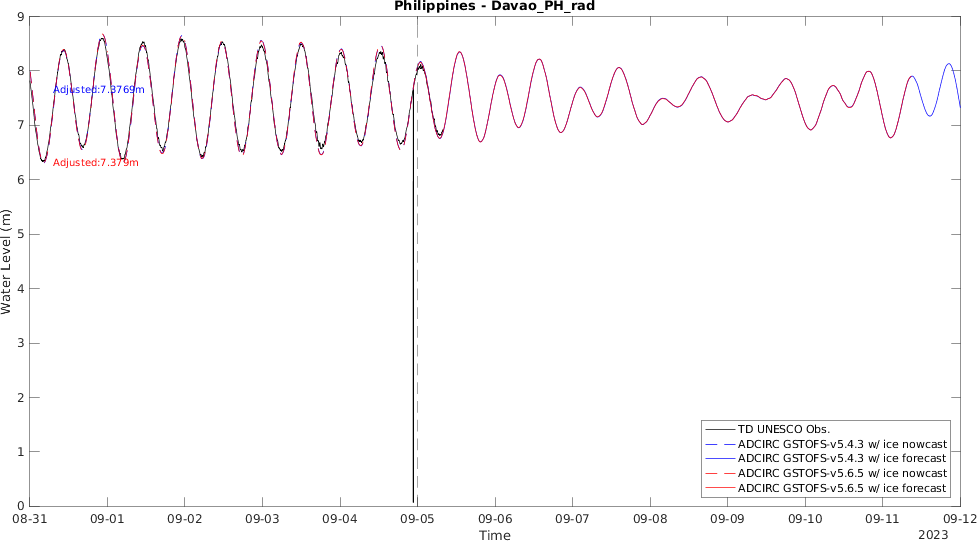 Philippines - Davao_PH_rad
9
8
7
6
5
4
3
2
1
0
Water Level (m)
Adjusted:7.3769m
Adjusted:7.379m
TD UNESCO Obs.
ADCIRC GSTOFS-v5.4.3 w/ ice nowcast
ADCIRC GSTOFS-v5.4.3 w/ ice forecast
ADCIRC GSTOFS-v5.6.5 w/ ice nowcast
ADCIRC GSTOFS-v5.6.5 w/ ice forecast
08-31 09-01 09-02 09-03 09-04 09-05 09-06 09-07 09-08 09-09 09-10 09-11 09-12
Time
2023